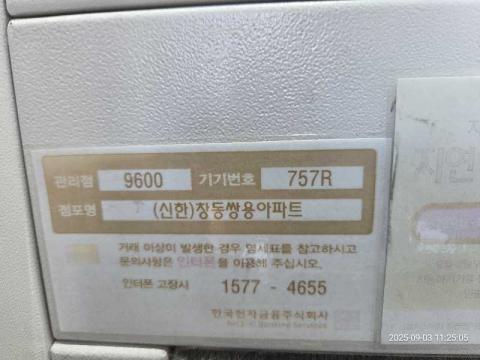 관리점 9600 기기번호 757R
점포명 (신한)창동쌍용아파트
거래 이상이 발생한 경우 명세표를 참고하시고
문의사항은 인터폰을 이용해 주십시오.
인터폰 고장시 1577 - 4655
한국전자금융주식회사
지연
2025-09-03 11:25:05